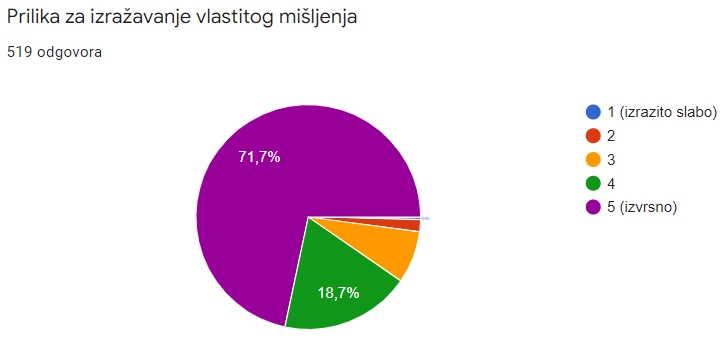 Prilika za izražavanje vlastitog mišljenja
519 odgovora
71,7%
18,7%
1 (izrazito slabo)
2
3
4
5 (izvrsno)